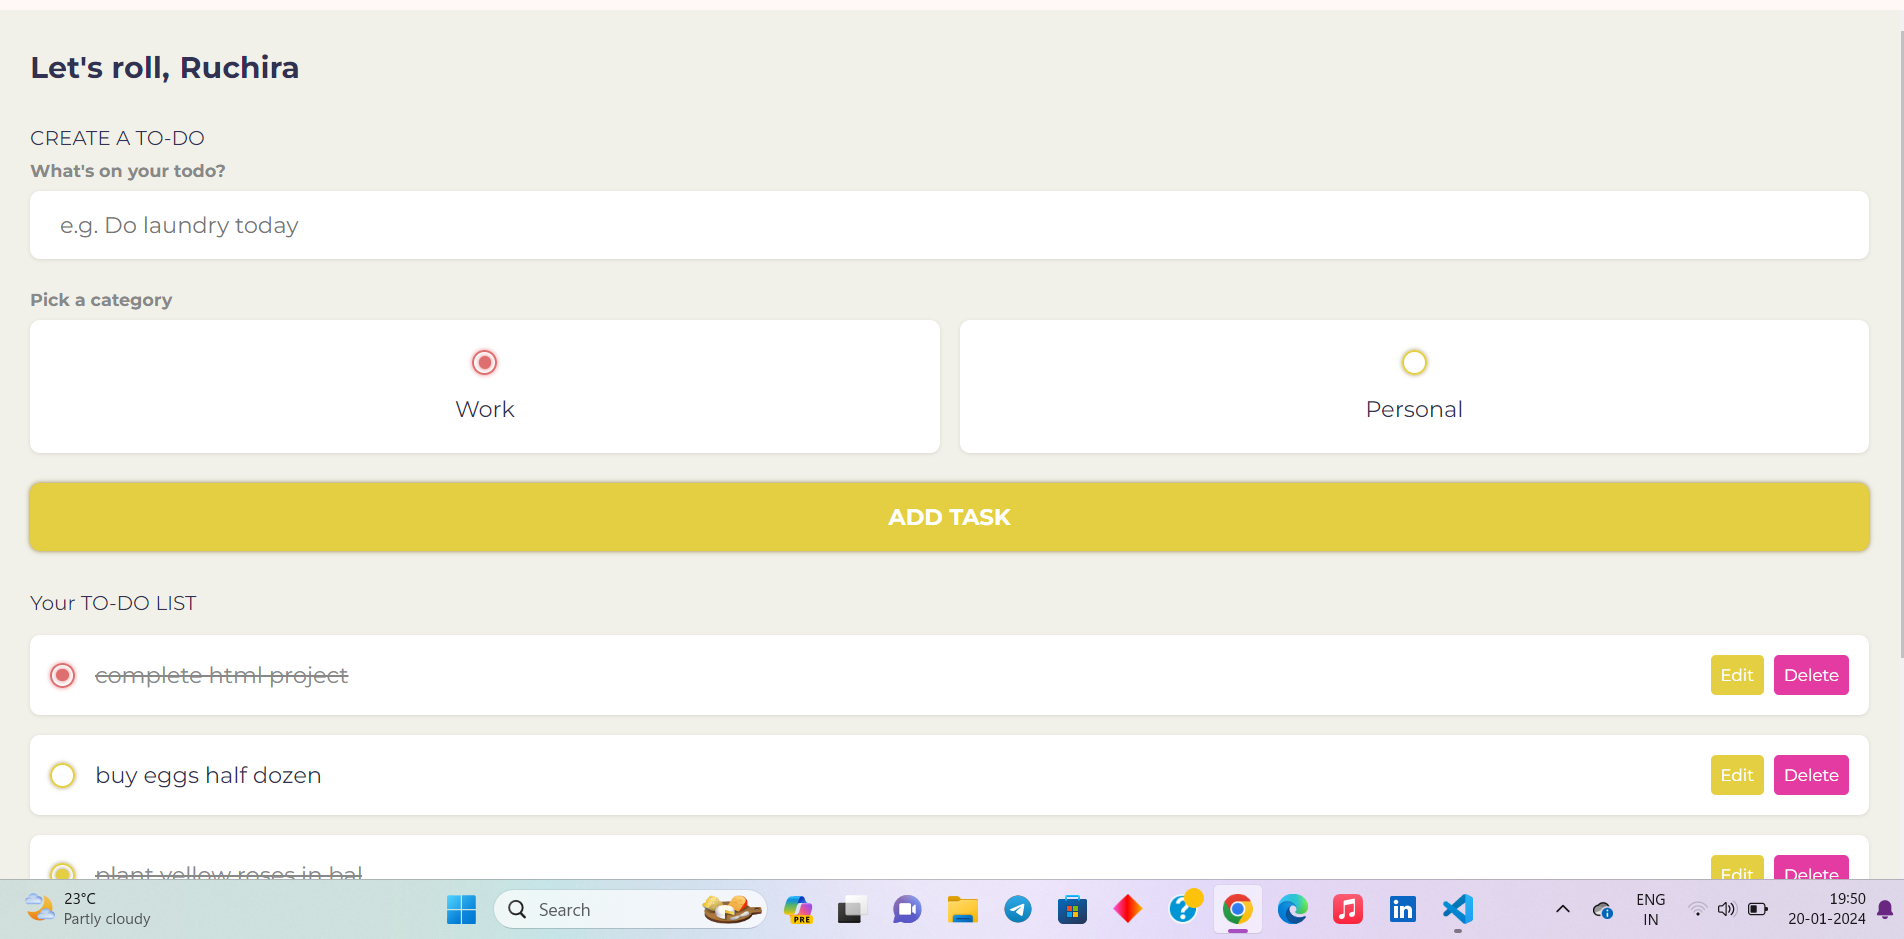 Let's roll, Ruchira
CREATE A TO-DO
What's on your todo?
e.g. Do laundry today
Pick a category
Work
Personal
ADD TASK
Your TO-DO LIST
complete html project
Edit
Delete
buy eggs half dozen
Edit
Delete
plant yellow roses in bal
Edit
Delete
23°C
Partly cloudy
Search
PRE
in
ENG
IN
19:50
20-01-2024